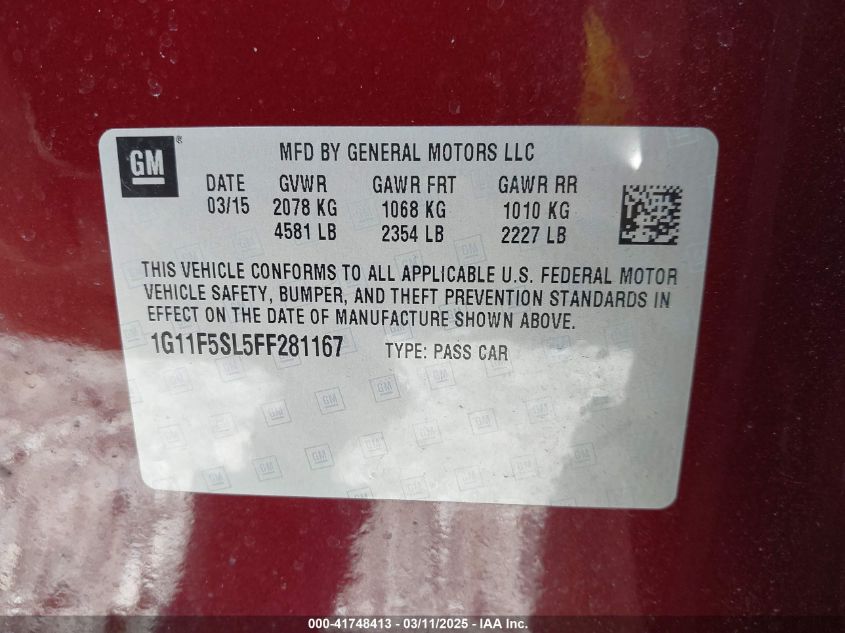 GM®
MFD BY GENERAL MOTORS LLC
DATE GVWR GAWR FRT GAWR RR
03/15 2078 KG 1068 KG 1010 KG
4581 LB 2354 LB 2227 LB
THIS VEHICLE CONFORMS TO ALL APPLICABLE U.S. FEDERAL MOTOR
VEHICLE SAFETY, BUMPER, AND THEFT PREVENTION STANDARDS IN
EFFECT ON THE DATE OF MANUFACTURE SHOWN ABOVE.
1G11F5SL5FF281167 TYPE: PASS CAR
000-41748413 - 03/11/2025 - IAA Inc.